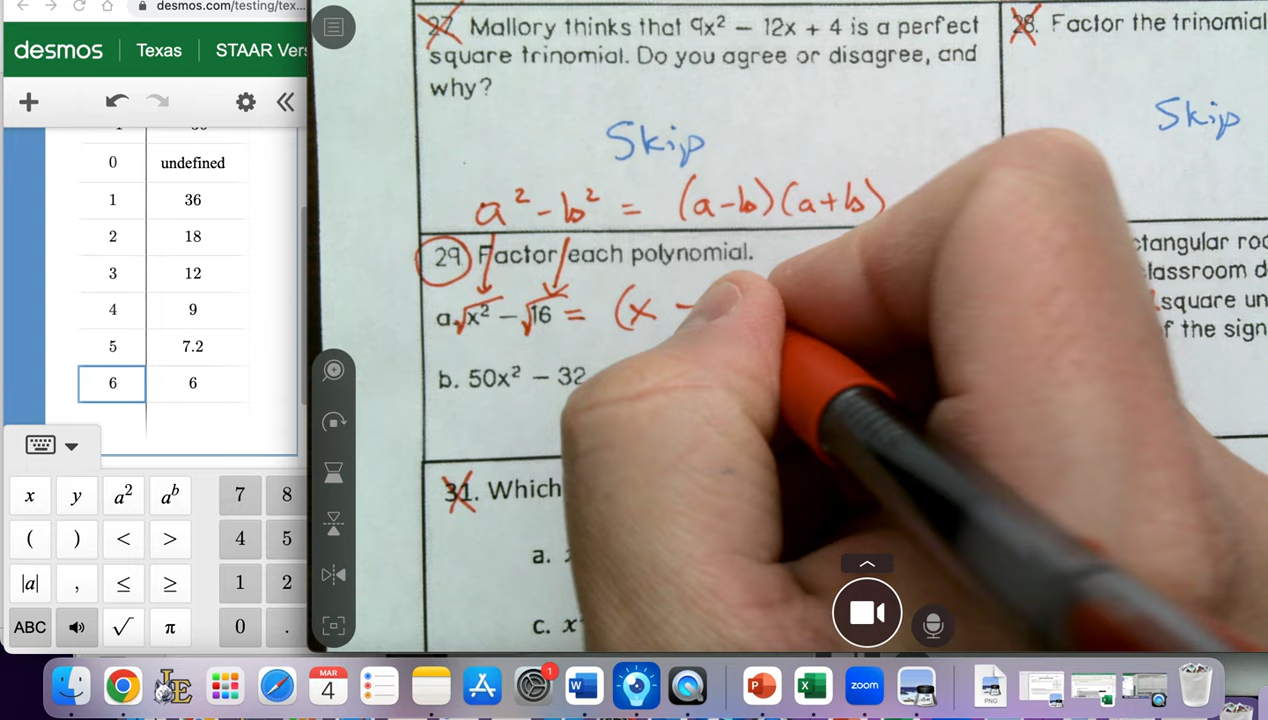 desmos.com/testing/tex...
desmos Texas STAAR Vers
0 undefined
1 36
2 18
3 12
4 9
5 7.2
6 6
x y a² aᵇ 7 8
( ) < > 4 5
|a| , ≤ ≥ 1 2
ABC √ π 0 .
27. Mallory thinks that 9x² − 12x + 4 is a perfect
square trinomial. Do you agree or disagree, and
why?
Skip
28. Factor the trinomial
Skip
a² − b² = (a−b)(a+b)
29 Factor each polynomial.
a. √x² − √16 = (x −
b. 50x² − 32
ctangular roo
lassroom d
square un
f the sign
31. Which
a.
c. x
MAR
4
1
zoom
PNG